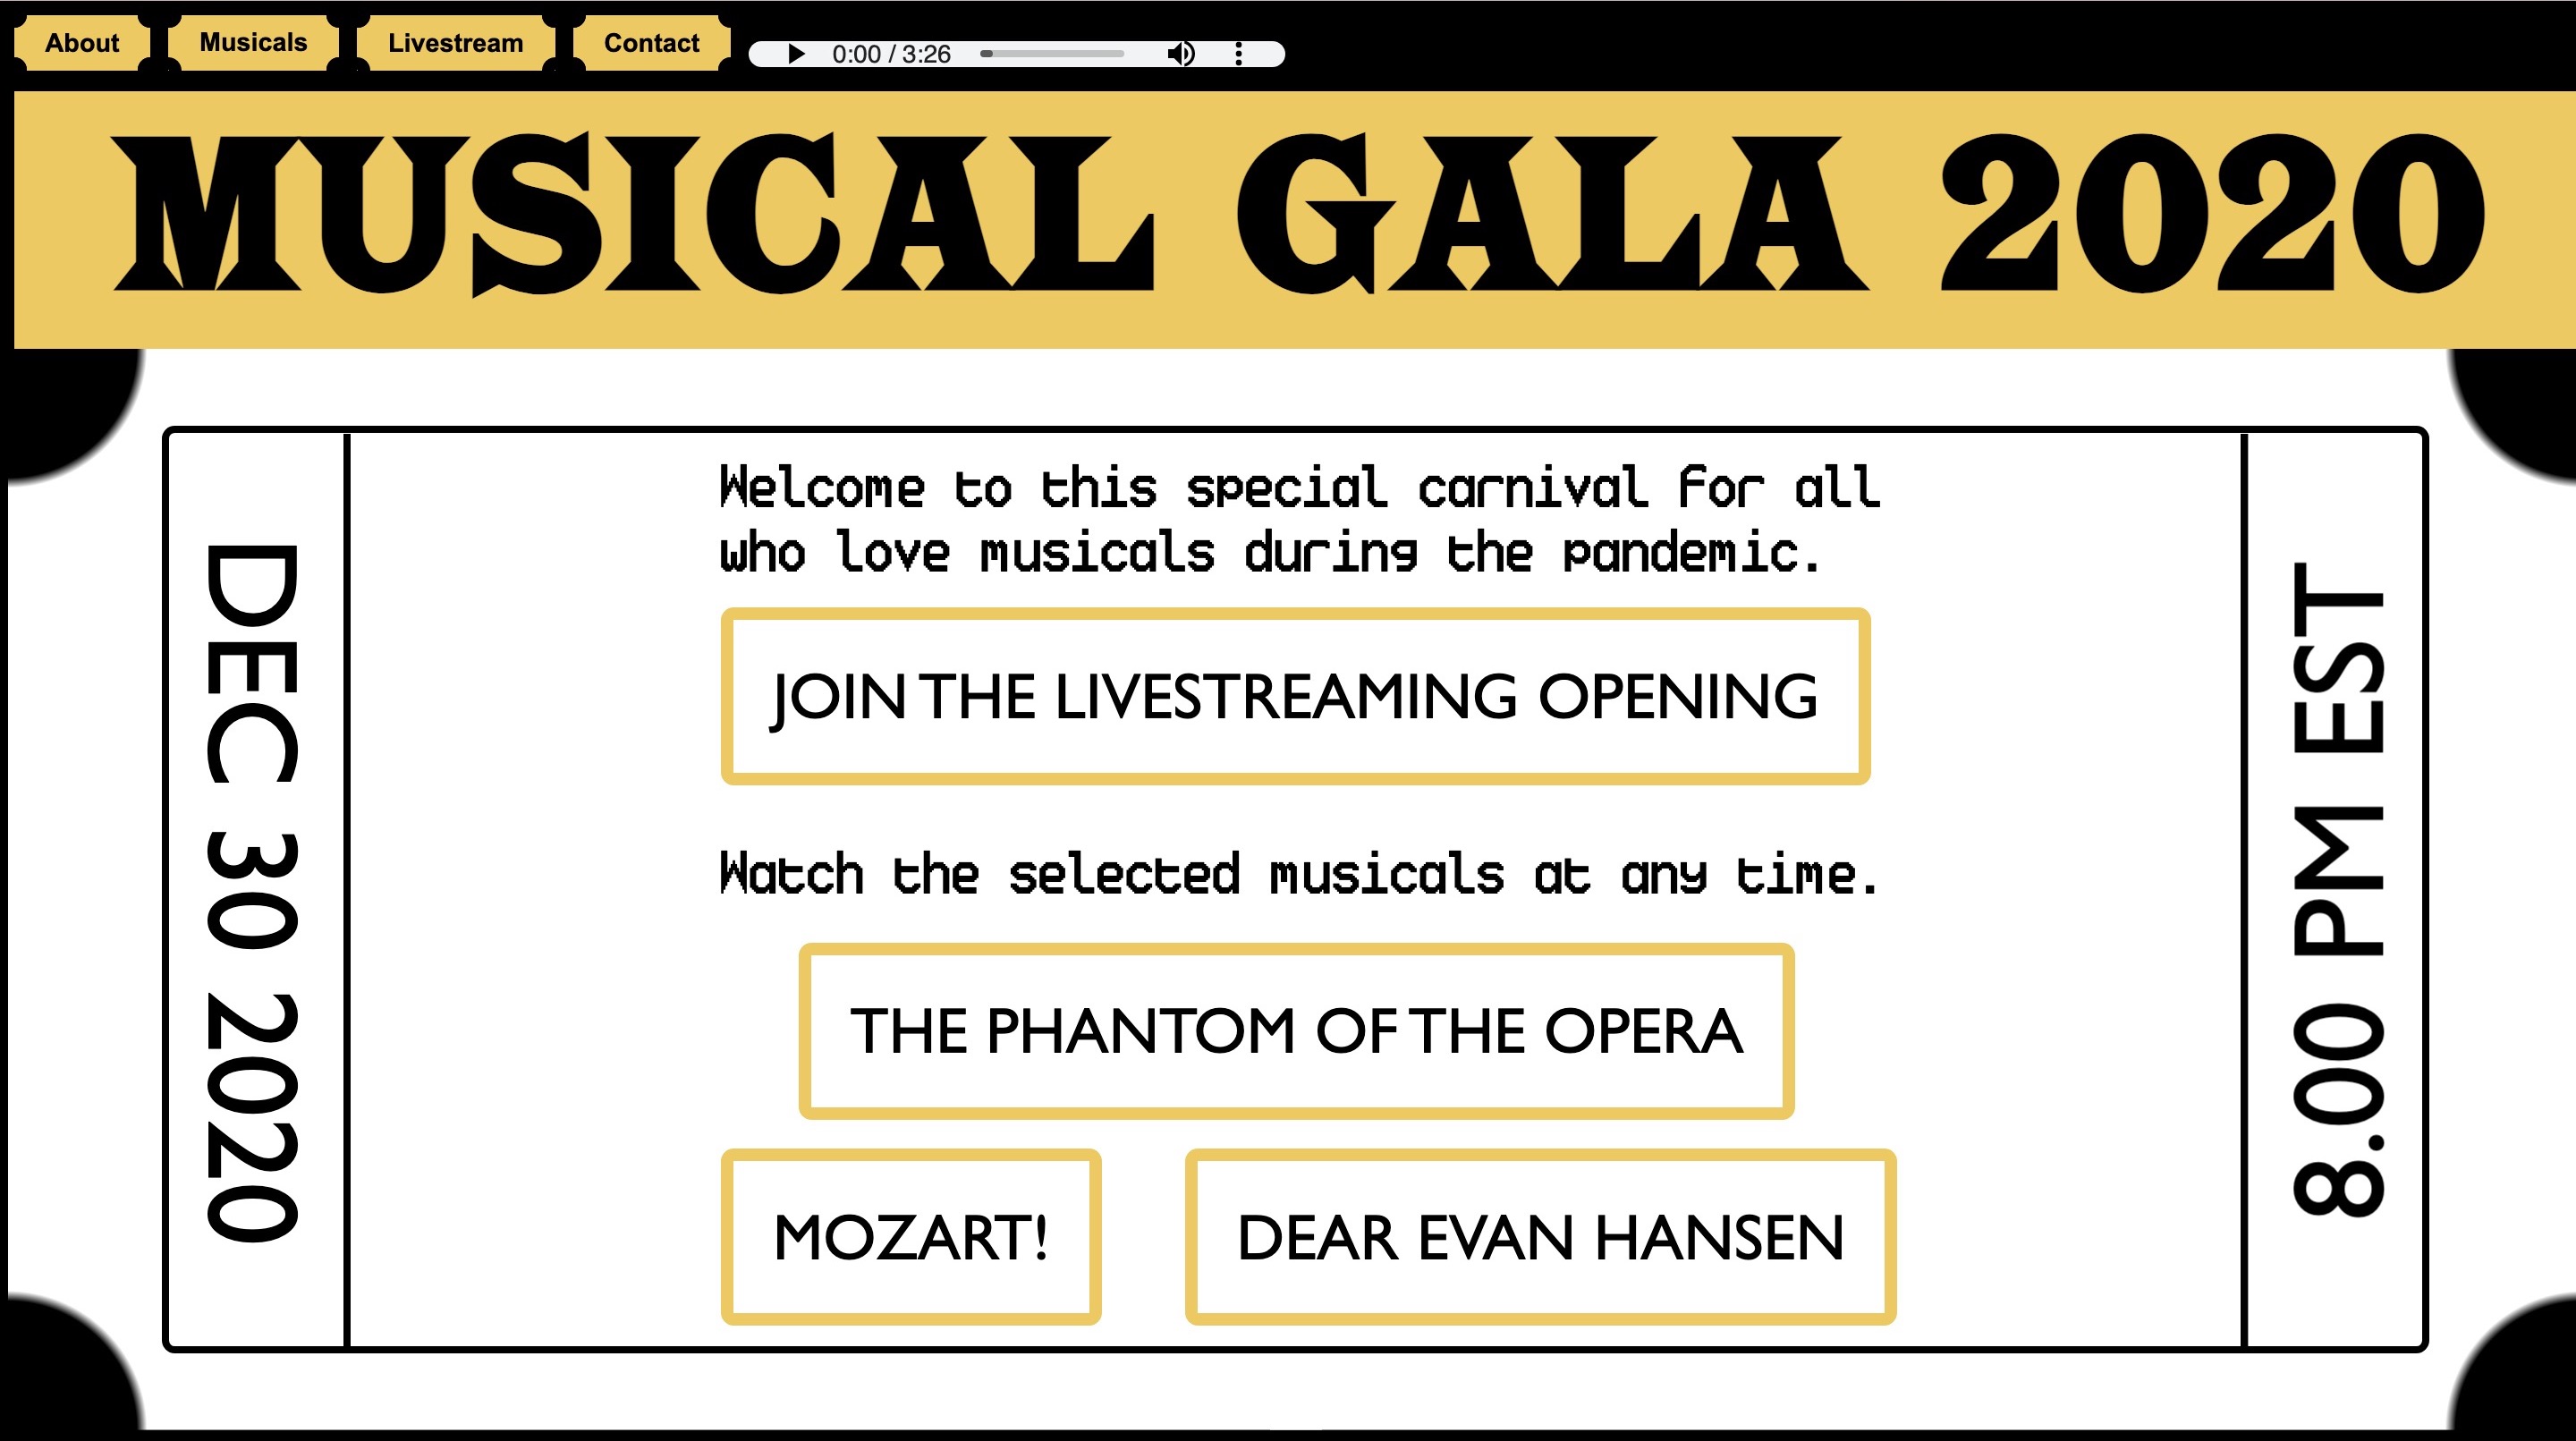 About
Musicals
Livestream
Contact
0:00 / 3:26
MUSICAL GALA 2020
DEC 30 2020
Welcome to this special carnival for all
who love musicals during the pandemic.
JOIN THE LIVESTREAMING OPENING
Watch the selected musicals at any time.
THE PHANTOM OF THE OPERA
MOZART!
DEAR EVAN HANSEN
8.00 PM EST